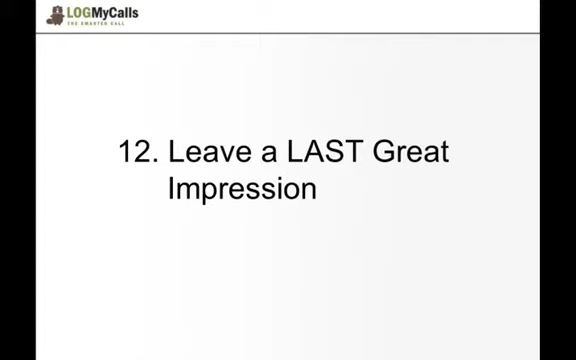 LOGMyCalls
THE SMARTER CALL
12. Leave a LAST Great
Impression